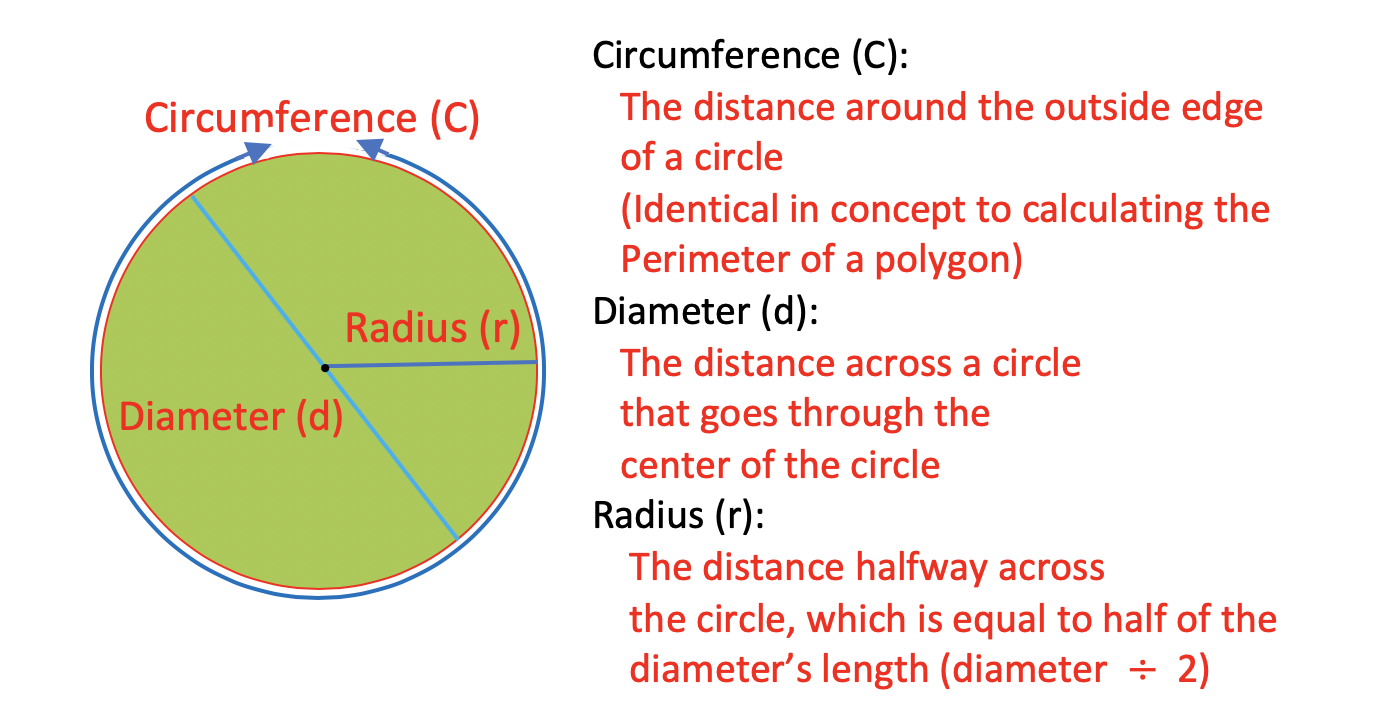 Circumference (C)
Radius (r)
Diameter (d)
Circumference (C):
The distance around the outside edge
of a circle
(Identical in concept to calculating the
Perimeter of a polygon)
Diameter (d):
The distance across a circle
that goes through the
center of the circle
Radius (r):
The distance halfway across
the circle, which is equal to half of the
diameter’s length (diameter ÷ 2)